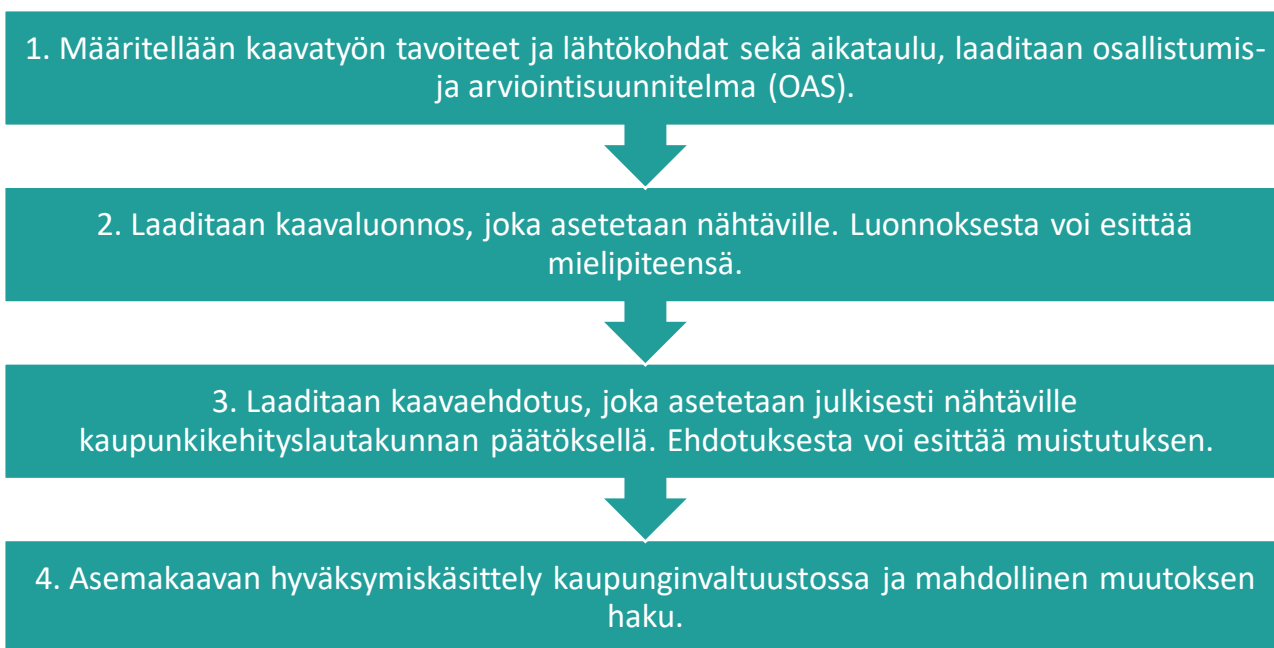 1. Määritellään kaavatyön tavoiteet ja lähtökohdat sekä aikataulu, laaditaan osallistumis-
ja arviointisuunnitelma (OAS).
2. Laaditaan kaavaluonnos, joka asetetaan nähtäville. Luonnoksesta voi esittää
mielipiteensä.
3. Laaditaan kaavaehdotus, joka asetetaan julkisesti nähtäville
kaupunkikehityslautakunnan päätöksellä. Ehdotuksesta voi esittää muistutuksen.
4. Asemakaavan hyväksymiskäsittely kaupunginvaltuustossa ja mahdollinen muutoksen
haku.